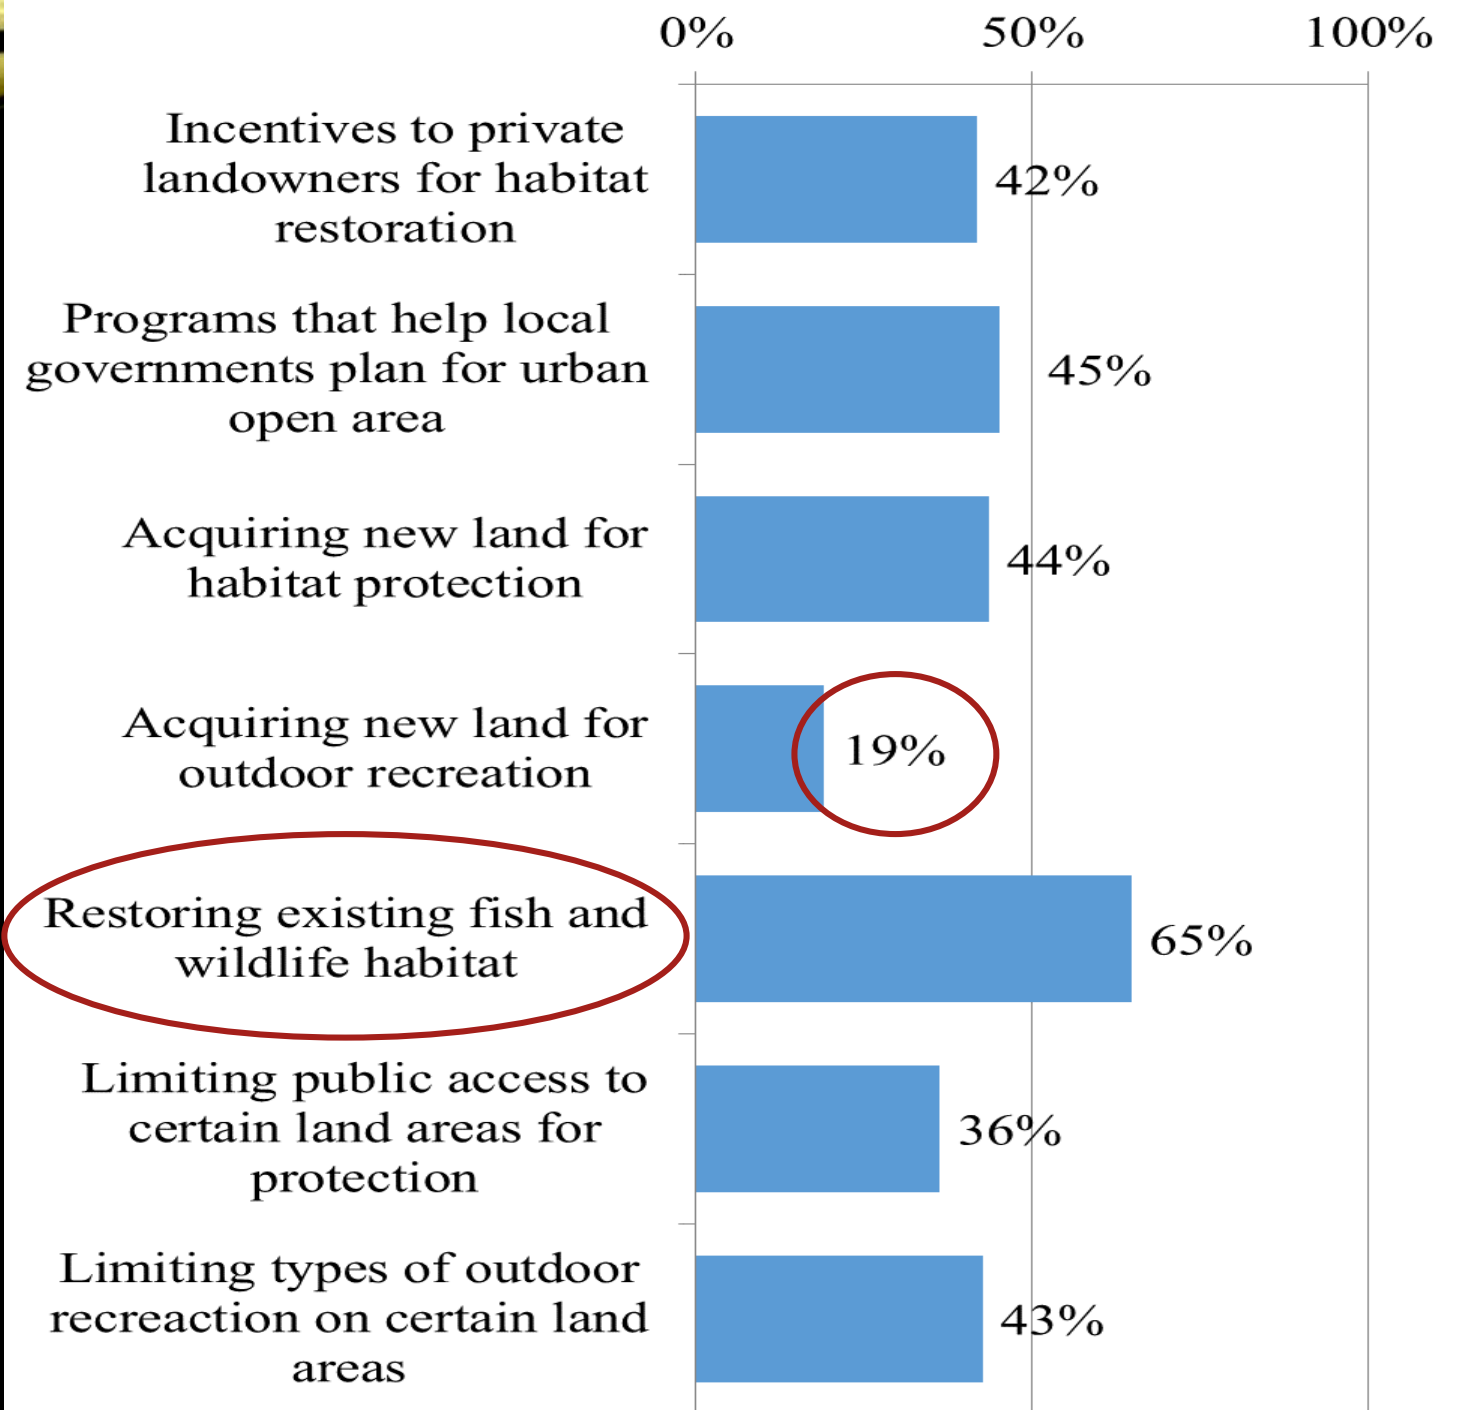 0% 50% 100%
Incentives to private
landowners for habitat
restoration
42%
Programs that help local
governments plan for urban
open area
45%
Acquiring new land for
habitat protection
44%
Acquiring new land for
outdoor recreation
19%
Restoring existing fish and
wildlife habitat
65%
Limiting public access to
certain land areas for
protection
36%
Limiting types of outdoor
recreaction on certain land
areas
43%